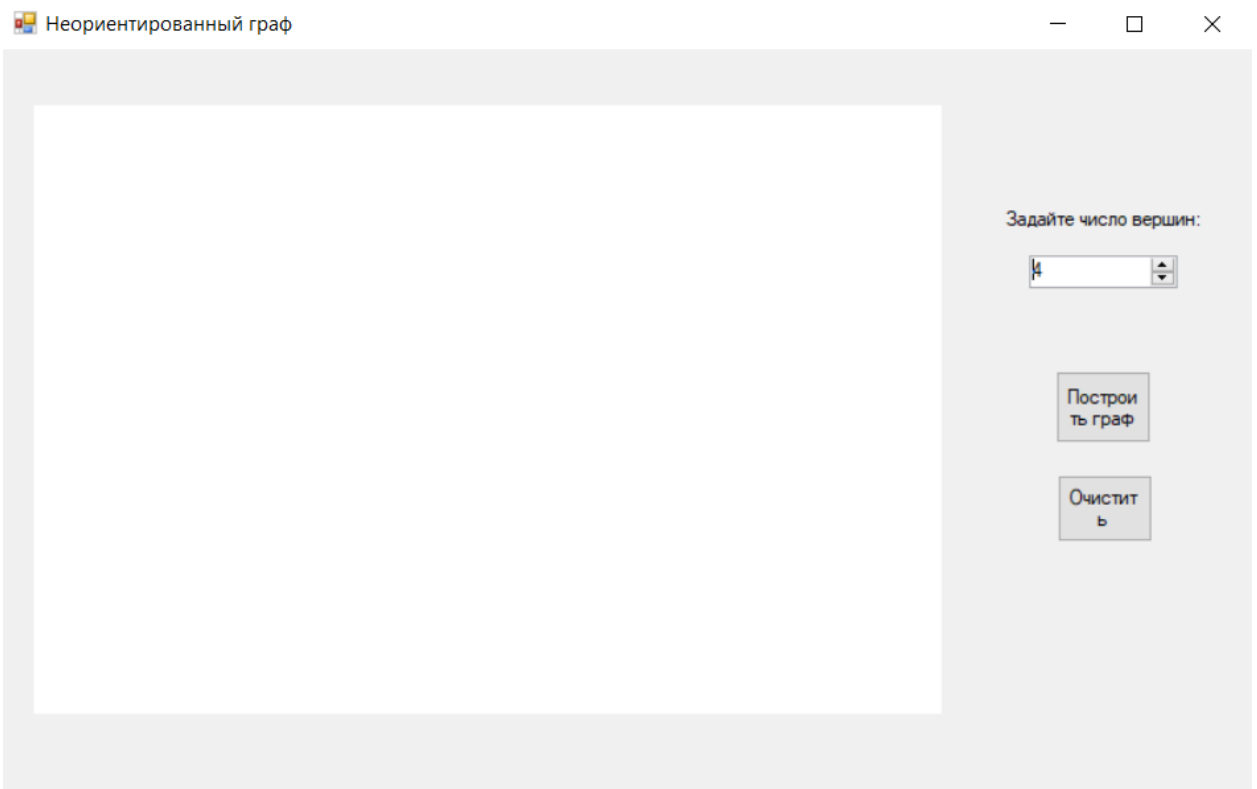 Неориентированный граф
Задайте число вершин:
4
Построи
ть граф
Очистит
ь